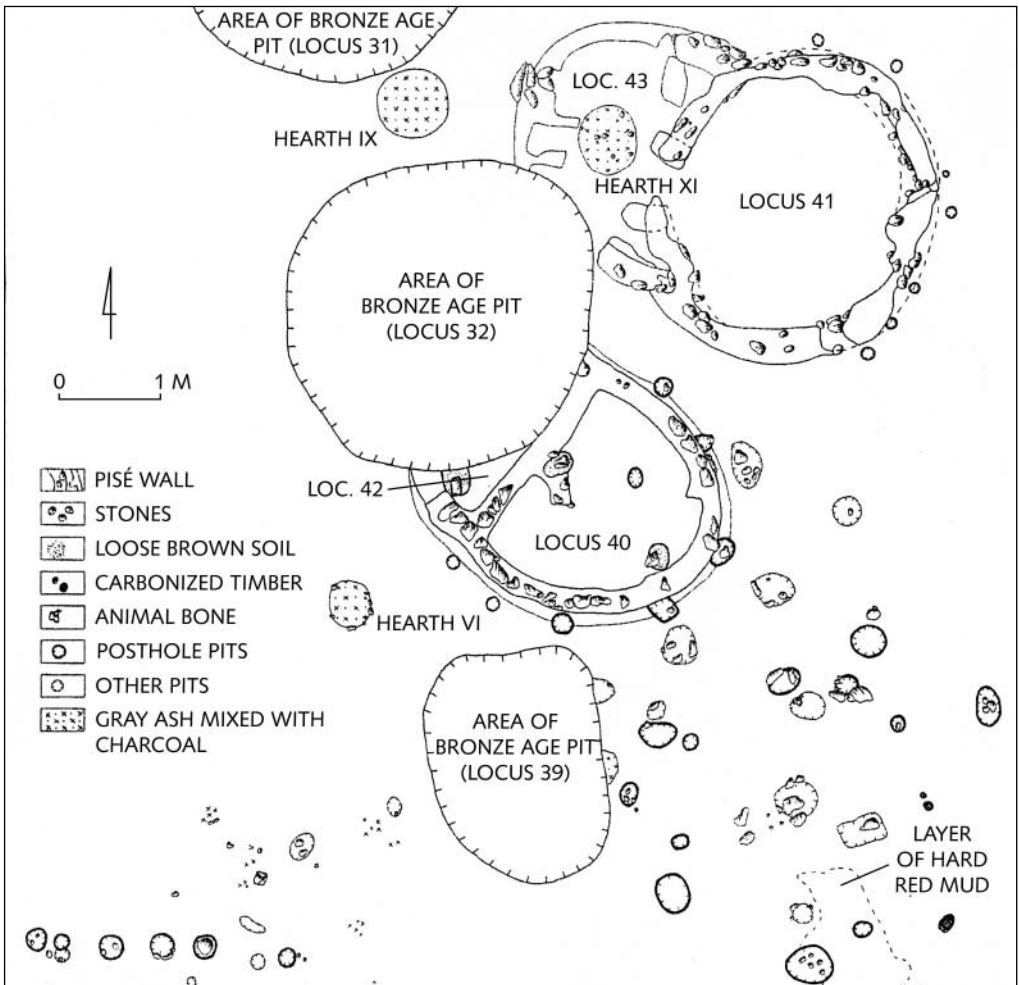 AREA OF BRONZE AGE
PIT (LOCUS 31)
LOC. 43
HEARTH IX
HEARTH XI
LOCUS 41
AREA OF
BRONZE AGE PIT
(LOCUS 32)
0 1 M
LOC. 42
LOCUS 40
HEARTH VI
PISÉ WALL
STONES
LOOSE BROWN SOIL
CARBONIZED TIMBER
ANIMAL BONE
POSTHOLE PITS
OTHER PITS
GRAY ASH MIXED WITH
CHARCOAL
AREA OF
BRONZE AGE PIT
(LOCUS 39)
LAYER
OF HARD
RED MUD